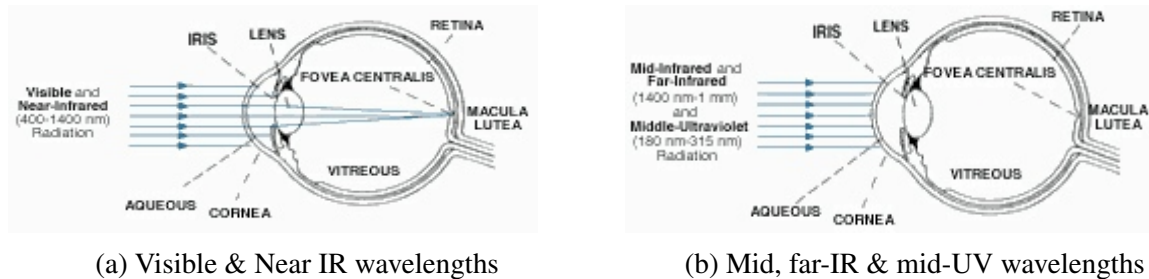 IRIS
LENS
RETINA
FOVEA CENTRALIS
Visible and
Near-Infrared
(400-1400 nm)
Radiation
MACULA
LUTEA
VITREOUS
AQUEOUS
CORNEA
(a) Visible & Near IR wavelengths
IRIS
LENS
RETINA
FOVEA CENTRALIS
Mid-Infrared and
Far-Infrared
(1400 nm-1 mm)
and
Middle-Ultraviolet
(180 nm-315 nm)
Radiation
MACULA
LUTEA
VITREOUS
AQUEOUS
CORNEA
(b) Mid, far-IR & mid-UV wavelengths